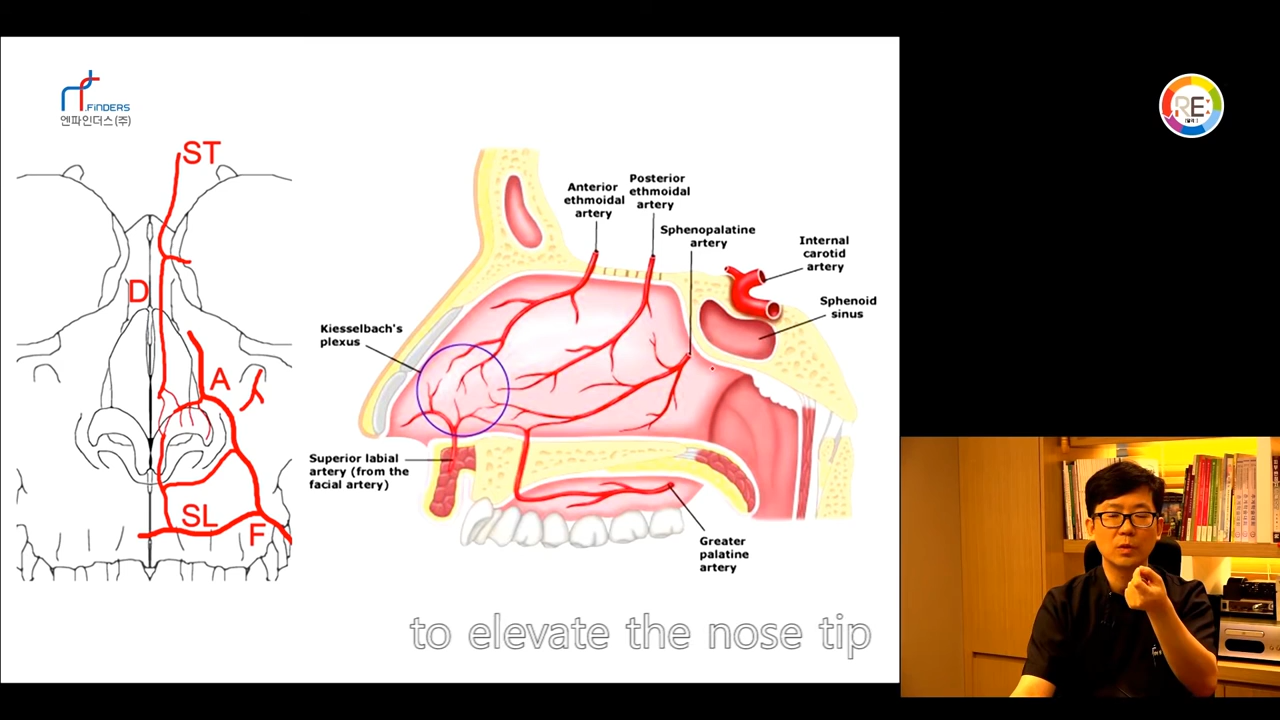 .FINDERS
엔파인더스(주)
RE:
ST
D
A
SL
F
Anterior
ethmoidal
artery
Posterior
ethmoidal
artery
Sphenopalatine
artery
Internal
carotid
artery
Sphenoid
sinus
Kiesselbach's
plexus
Superior labial
artery (from the
facial artery)
Greater
palatine
artery
to elevate the nose tip